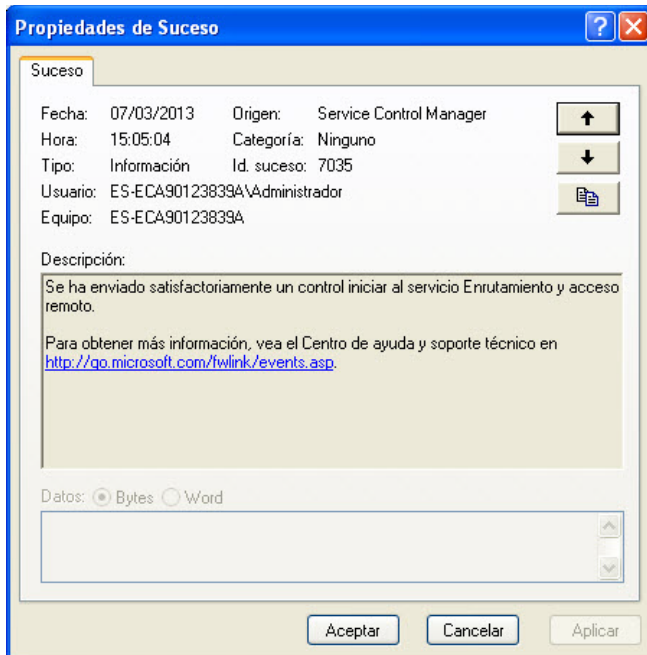 Propiedades de Suceso
Suceso
Fecha: 07/03/2013 Origen: Service Control Manager
Hora: 15:05:04 Categoría: Ninguno
Tipo: Información Id. suceso: 7035
Usuario: ES-ECA90123839A\Administrador
Equipo: ES-ECA90123839A
Descripción:
Se ha enviado satisfactoriamente un control iniciar al servicio Enrutamiento y acceso
remoto.
Para obtener más información, vea el Centro de ayuda y soporte técnico en
http://go.microsoft.com/fwlink/events.asp.
Datos: Bytes Word
Aceptar Cancelar Aplicar